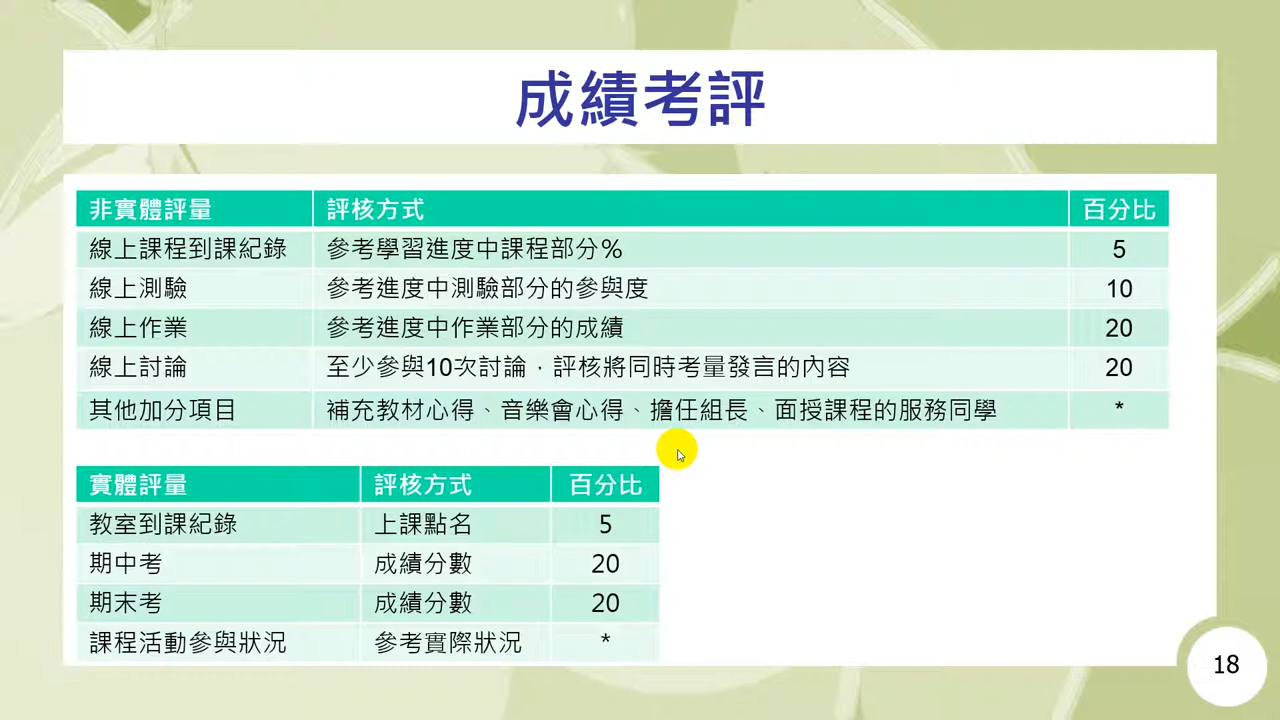 成績考評
非實體評量 評核方式 百分比
線上課程到課紀錄 參考學習進度中課程部分% 5
線上測驗 參考進度中測驗部分的參與度 10
線上作業 參考進度中作業部分的成績 20
線上討論 至少參與10次討論，評核將同時考量發言的內容 20
其他加分項目 補充教材心得、音樂會心得、擔任組長、面授課程的服務同學 *
實體評量 評核方式 百分比
教室到課紀錄 上課點名 5
期中考 成績分數 20
期末考 成績分數 20
課程活動參與狀況 參考實際狀況 *
18